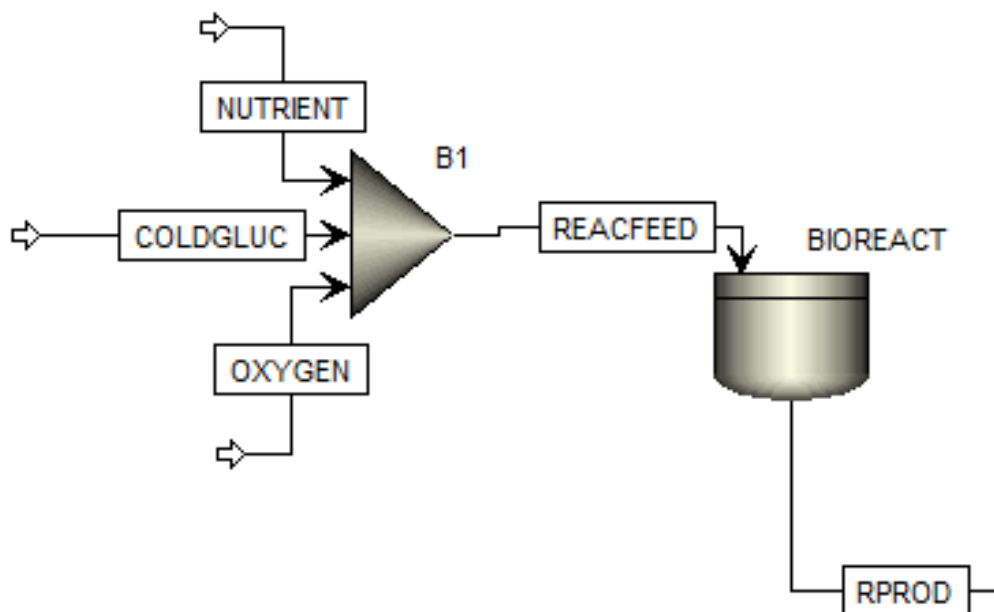 NUTRIENT
B1
COLDGLUC
REACFEED
BIOREACT
OXYGEN
RPROD